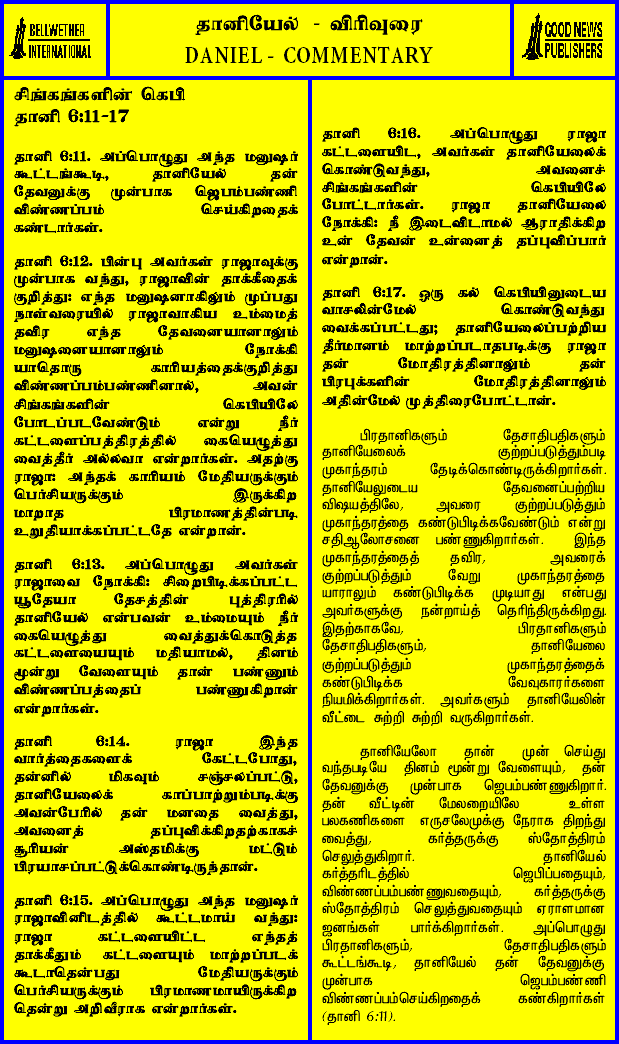 BELLWETHER
INTERNATIONAL
தானியேல் - விரிவுரை
DANIEL - COMMENTARY
GOOD NEWS
PUBLISHERS
சிங்கங்களின் கெபி
தானி 6:11-17
தானி 6:11. அப்பொழுது அந்த மனுஷர்
கூட்டங்கூடி, தானியேல் தன்
தேவனுக்கு முன்பாக ஜெபம்பண்ணி
விண்ணப்பம் செய்கிறதைக்
கண்டார்கள்.
தானி 6:12. பின்பு அவர்கள் ராஜாவுக்கு
முன்பாக வந்து, ராஜாவின் தாக்கீதைக்
குறித்து: எந்த மனுஷனாகிலும் முப்பது
நாள்வரையில் ராஜாவாகிய உம்மைத்
தவிர எந்த தேவனையானாலும்
மனுஷனையானாலும் நோக்கி
யாதொரு காரியத்தைக்குறித்து
விண்ணப்பம்பண்ணினால், அவன்
சிங்கங்களின் கெபியிலே
போடப்படவேண்டும் என்று நீர்
கட்டளைப்பத்திரத்தில் கையெழுத்து
வைத்தீர் அல்லவா என்றார்கள். அதற்கு
ராஜா: அந்தக் காரியம் மேதியருக்கும்
பெர்சியருக்கும் இருக்கிற
மாறாத பிரமாணத்தின்படி
உறுதியாக்கப்பட்டதே என்றான்.
தானி 6:13. அப்பொழுது அவர்கள்
ராஜாவை நோக்கி: சிறைபிடிக்கப்பட்ட
யூதேயா தேசத்தின் புத்திரரில்
தானியேல் என்பவன் உம்மையும் நீர்
கையெழுத்து வைத்துக்கொடுத்த
கட்டளையையும் மதியாமல், தினம்
மூன்று வேளையும் தான் பண்ணும்
விண்ணப்பத்தைப் பண்ணுகிறான்
என்றார்கள்.
தானி 6:14. ராஜா இந்த
வார்த்தைகளைக் கேட்டபோது,
தன்னில் மிகவும் சஞ்சலப்பட்டு,
தானியேலைக் காப்பாற்றும்படிக்கு
அவன்பேரில் தன் மனதை வைத்து,
அவனைத் தப்புவிக்கிறதற்காகச்
சூரியன் அஸ்தமிக்கு மட்டும்
பிரயாசப்பட்டுக்கொண்டிருந்தான்.
தானி 6:15. அப்பொழுது அந்த மனுஷர்
ராஜாவினிடத்தில் கூட்டமாய் வந்து:
ராஜா கட்டளையிட்ட எந்தத்
தாக்கீதும் கட்டளையும் மாற்றப்படக்
கூடாதென்பது மேதியருக்கும்
பெர்சியருக்கும் பிரமாணமாயிருக்கிற
தென்று அறிவீராக என்றார்கள்.
தானி 6:16. அப்பொழுது ராஜா
கட்டளையிட, அவர்கள் தானியேலைக்
கொண்டுவந்து, அவனைச்
சிங்கங்களின் கெபியிலே
போட்டார்கள். ராஜா தானியேலை
நோக்கி: நீ இடைவிடாமல் ஆராதிக்கிற
உன் தேவன் உன்னைத் தப்புவிப்பார்
என்றான்.
தானி 6:17. ஒரு கல் கெபியினுடைய
வாசலின்மேல் கொண்டுவந்து
வைக்கப்பட்டது; தானியேலைப்பற்றிய
தீர்மானம் மாற்றப்படாதபடிக்கு ராஜா
தன் மோதிரத்தினாலும் தன்
பிரபுக்களின் மோதிரத்தினாலும்
அதின்மேல் முத்திரைபோட்டான்.
பிரதானிகளும் தேசாதிபதிகளும்
தானியேலைக் குற்றப்படுத்தும்படி
முகாந்தரம் தேடிக்கொண்டிருக்கிறார்கள்.
தானியேலுடைய தேவனைப்பற்றிய
விஷயத்திலே, அவரை குற்றப்படுத்தும்
முகாந்தரத்தை கண்டுபிடிக்கவேண்டும் என்று
சதிஆலோசனை பண்ணுகிறார்கள். இந்த
முகாந்தரத்தைத் தவிர, அவரைக்
குற்றப்படுத்தும் வேறு முகாந்தரத்தை
யாராலும் கண்டுபிடிக்க முடியாது என்பது
அவர்களுக்கு நன்றாய்த் தெரிந்திருக்கிறது.
இதற்காகவே, பிரதானிகளும்
தேசாதிபதிகளும், தானியேலை
குற்றப்படுத்தும் முகாந்தரத்தைக்
கண்டுபிடிக்க வேவுகாரர்களை
நியமிக்கிறார்கள். அவர்களும் தானியேலின்
வீட்டை சுற்றி சுற்றி வருகிறார்கள்.
தானியேலோ தான் முன் செய்து
வந்தபடியே தினம் மூன்று வேளையும், தன்
தேவனுக்கு முன்பாக ஜெபம்பண்ணுகிறார்.
தன் வீட்டின் மேலறையிலே உள்ள
பலகணிகளை எருசலேமுக்கு நேராக திறந்து
வைத்து, கர்த்தருக்கு ஸ்தோத்திரம்
செலுத்துகிறார். தானியேல்
கர்த்தரிடத்தில் ஜெபிப்பதையும்,
விண்ணப்பம்பண்ணுவதையும், கர்த்தருக்கு
ஸ்தோத்திரம் செலுத்துவதையும் ஏராளமான
ஜனங்கள் பார்க்கிறார்கள். அப்பொழுது
பிரதானிகளும், தேசாதிபதிகளும்
கூட்டங்கூடி, தானியேல் தன் தேவனுக்கு
முன்பாக ஜெபம்பண்ணி
விண்ணப்பம்செய்கிறதைக் கண்கிறார்கள்
(தானி 6:11).